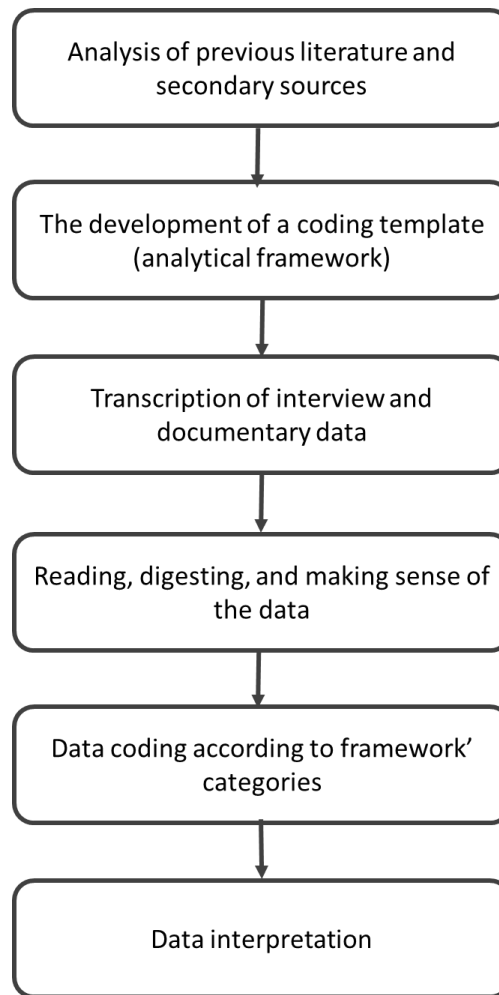 Analysis of previous literature and
secondary sources
The development of a coding template
(analytical framework)
Transcription of interview and
documentary data
Reading, digesting, and making sense of
the data
Data coding according to framework’
categories
Data interpretation